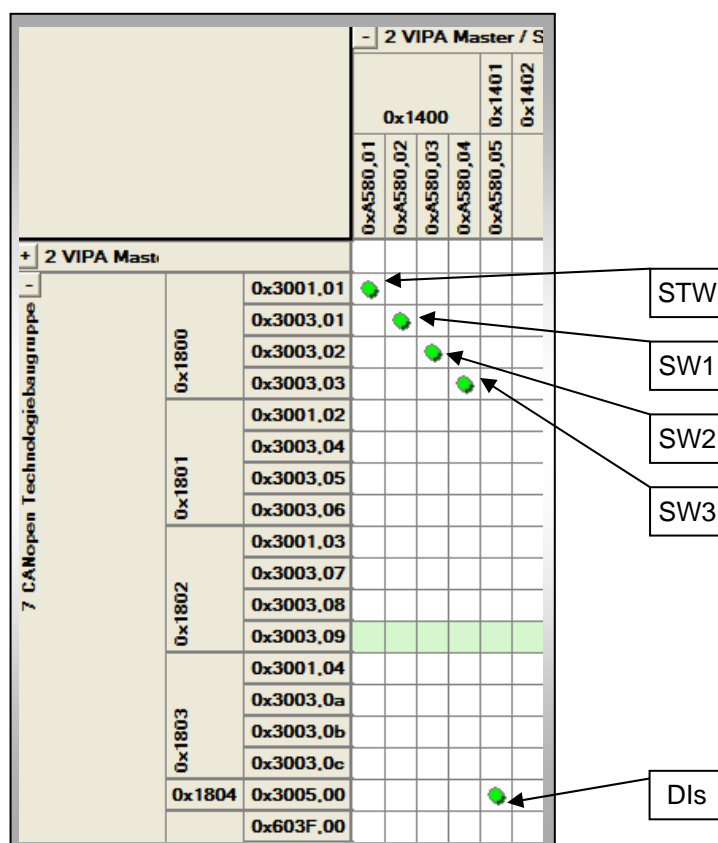 - 2 VIPA Master / S
0x1400
0x1401
0x1402
0xA580,01
0xA580,02
0xA580,03
0xA580,04
0xA580,05
+ 2 VIPA Maste
- 7 CANopen Technologiebaugruppe
0x1800
0x3001,01
0x3003,01
0x3003,02
0x3003,03
0x1801
0x3001,02
0x3003,04
0x3003,05
0x3003,06
0x1802
0x3001,03
0x3003,07
0x3003,08
0x3003,09
0x1803
0x3001,04
0x3003,0a
0x3003,0b
0x3003,0c
0x1804 0x3005,00
0x603F,00
STW
SW1
SW2
SW3
DIs